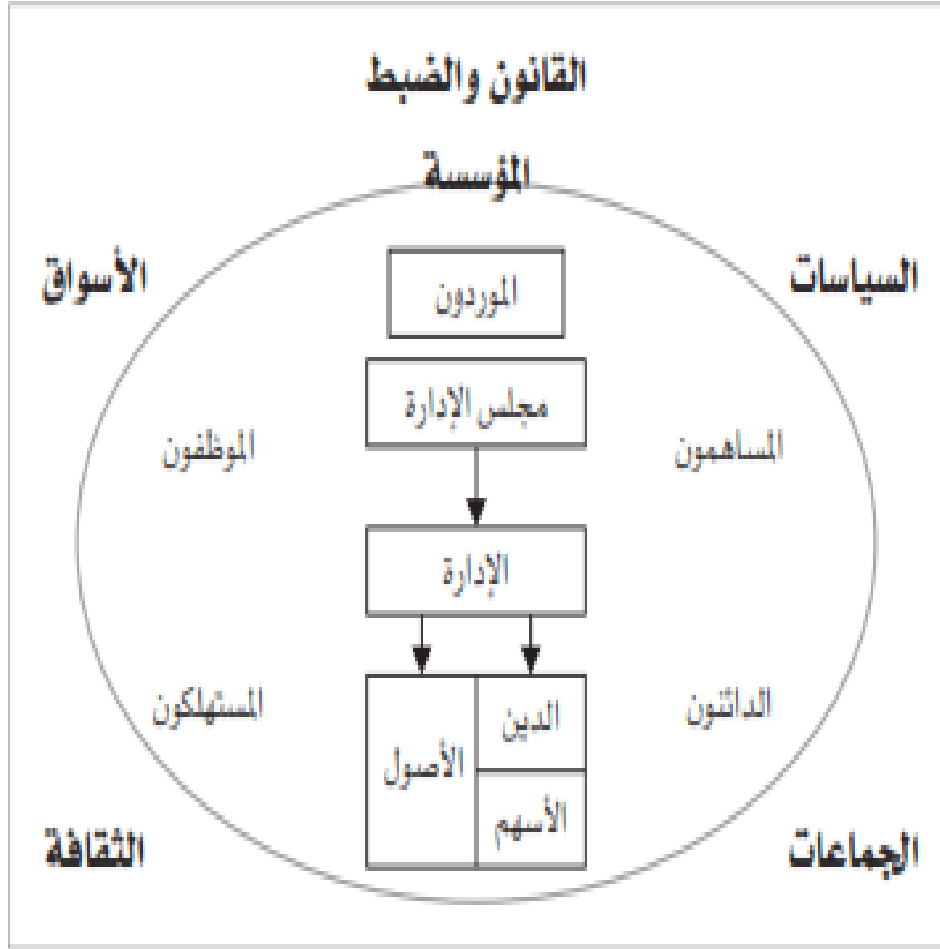 القانون والضبط
المؤسسة
السياسات
الأسواق
الموردون
مجلس الإدارة
المساهمون
الموظفون
الإدارة
الدائنون
المستهلكون
الدين
الأصول
الأسهم
الجماعات
الثقافة